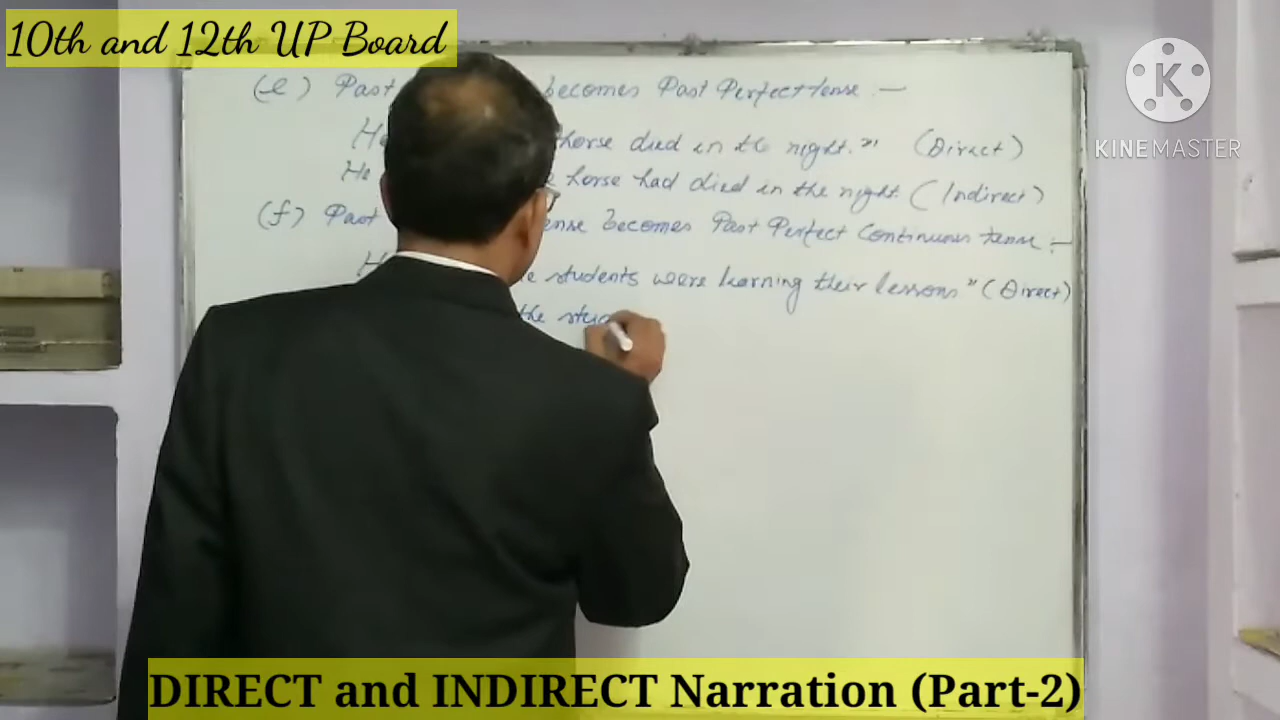 10th and 12th UP Board
K
KINEMASTER
(e) Past becomes Past Perfect tense :-
horse died in the night." (Direct)
He horse had died in the night. (Indirect)
(f) Past becomes Past Perfect Continuous tense :-
students were learning their lessons" (Direct)
the
DIRECT and INDIRECT Narration (Part-2)